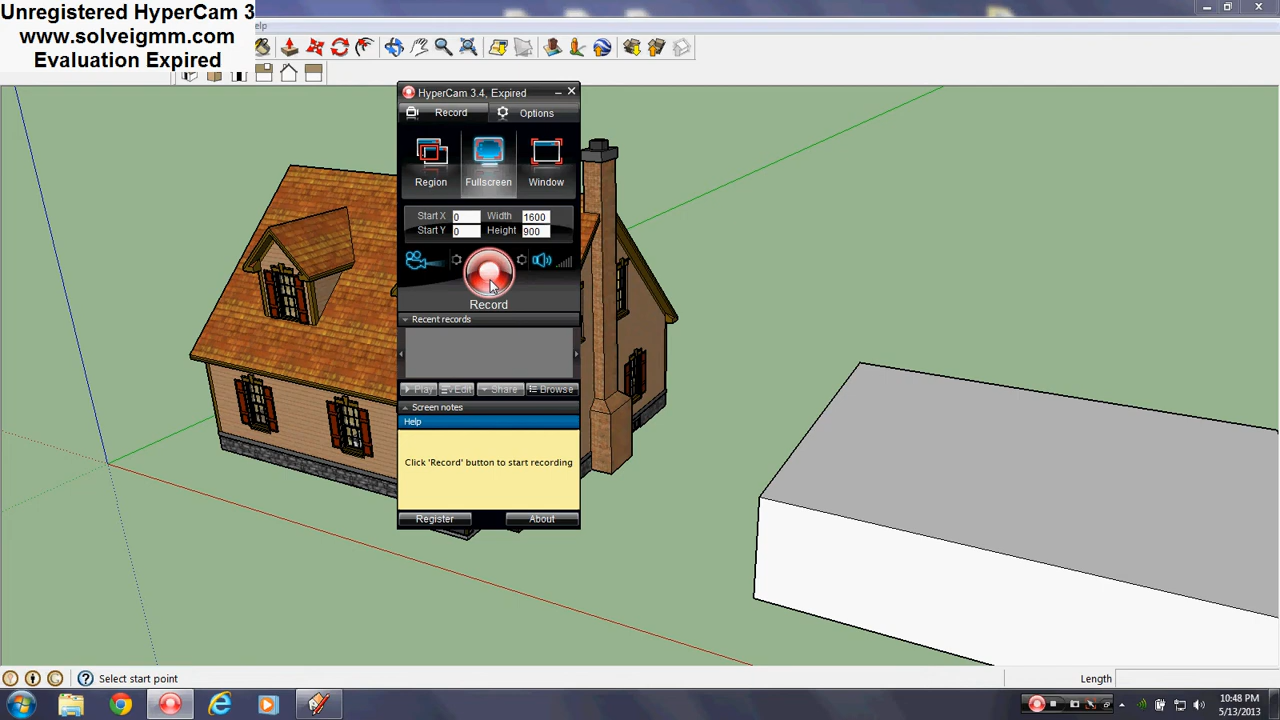 Unregistered HyperCam 3
www.solveigmm.com
Evaluation Expired
elp
HyperCam 3.4, Expired
Record
Options
Region
Fullscreen
Window
Start X 0 Width 1600
Start Y 0 Height 900
Record
Recent records
Play Edit Share Browse
Screen notes
Help
Click 'Record' button to start recording
Register
About
Select start point
Length
10:48 PM
5/13/2013